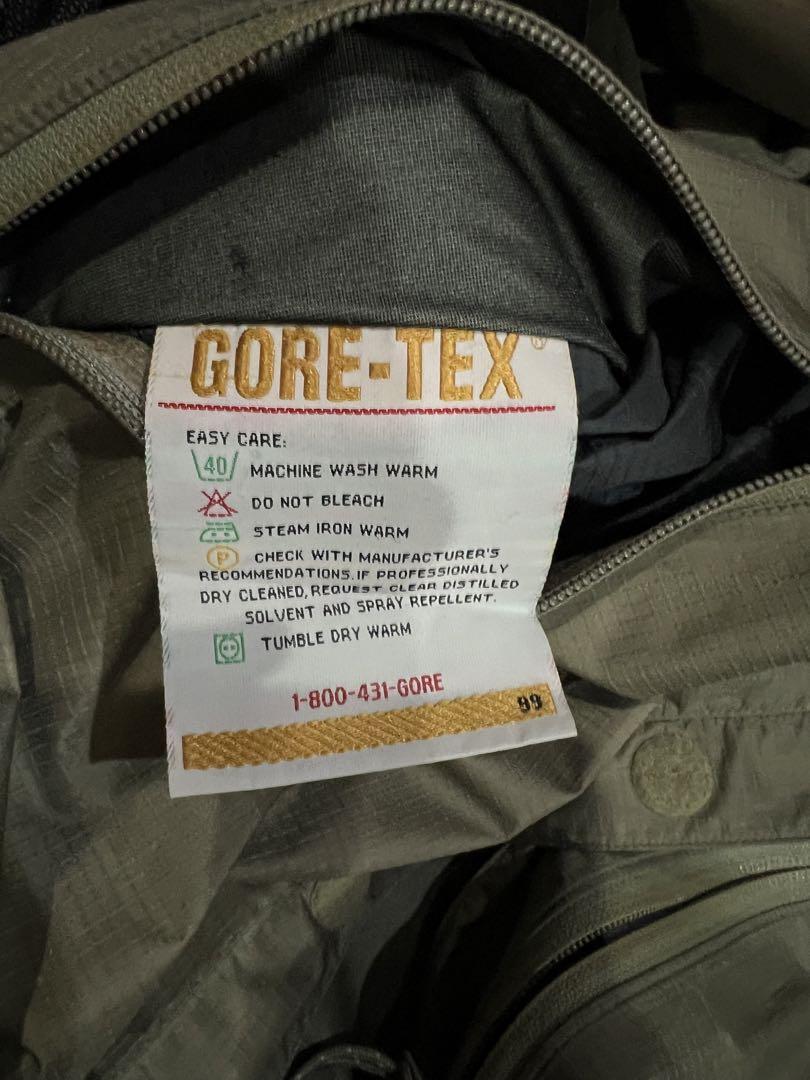 GORE-TEX®
EASY CARE:
40 MACHINE WASH WARM
DO NOT BLEACH
STEAM IRON WARM
P CHECK WITH MANUFACTURER'S
RECOMMENDATIONS. IF PROFESSIONALLY
DRY CLEANED, REQUEST CLEAR DISTILLED
SOLVENT AND SPRAY REPELLENT.
TUMBLE DRY WARM
1-800-431-GORE
99